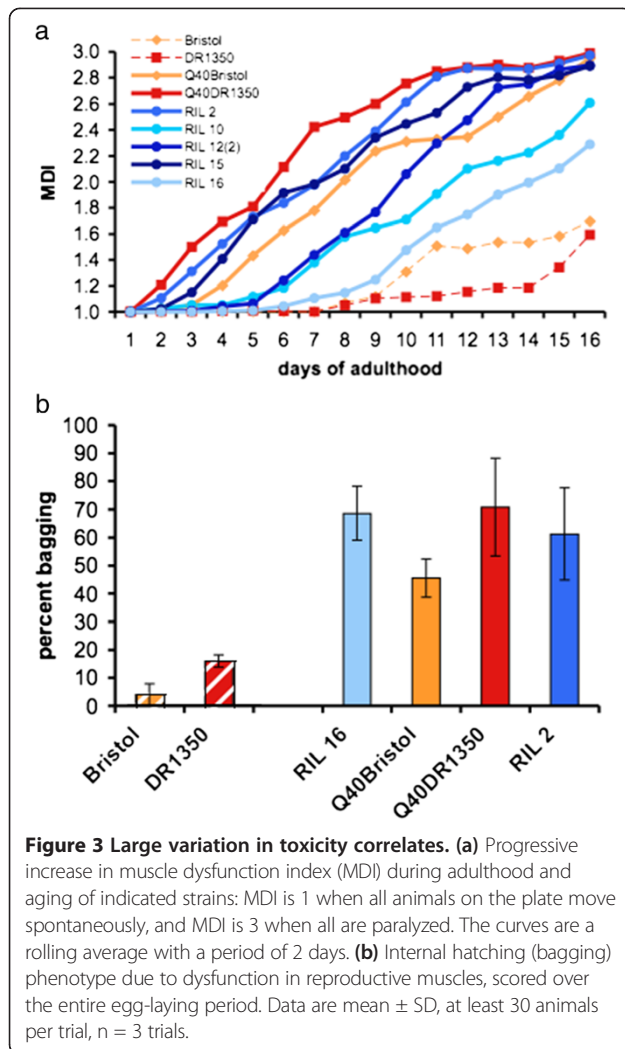 a
Bristol
DR1350
Q40Bristol
Q40DR1350
RIL 2
RIL 10
RIL 12(2)
RIL 15
RIL 16
MDI
3.0
2.8
2.6
2.4
2.2
2.0
1.8
1.6
1.4
1.2
1.0
1 2 3 4 5 6 7 8 9 10 11 12 13 14 15 16
days of adulthood
b
percent bagging
100
90
80
70
60
50
40
30
20
10
0
Bristol
DR1350
RIL 16
Q40Bristol
Q40DR1350
RIL 2
Figure 3 Large variation in toxicity correlates. (a) Progressive
increase in muscle dysfunction index (MDI) during adulthood and
aging of indicated strains: MDI is 1 when all animals on the plate move
spontaneously, and MDI is 3 when all are paralyzed. The curves are a
rolling average with a period of 2 days. (b) Internal hatching (bagging)
phenotype due to dysfunction in reproductive muscles, scored over
the entire egg-laying period. Data are mean ± SD, at least 30 animals
per trial, n = 3 trials.